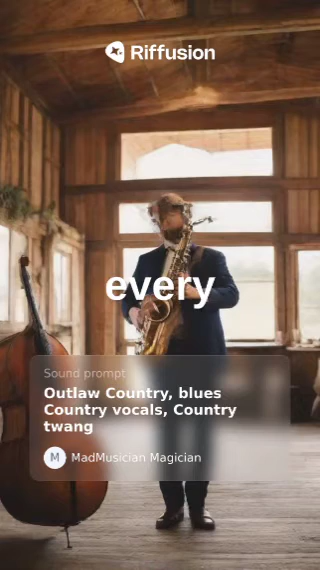 Riffusion
every
Sound prompt
Outlaw Country, blues
Country vocals, Country
twang
M MadMusician Magician